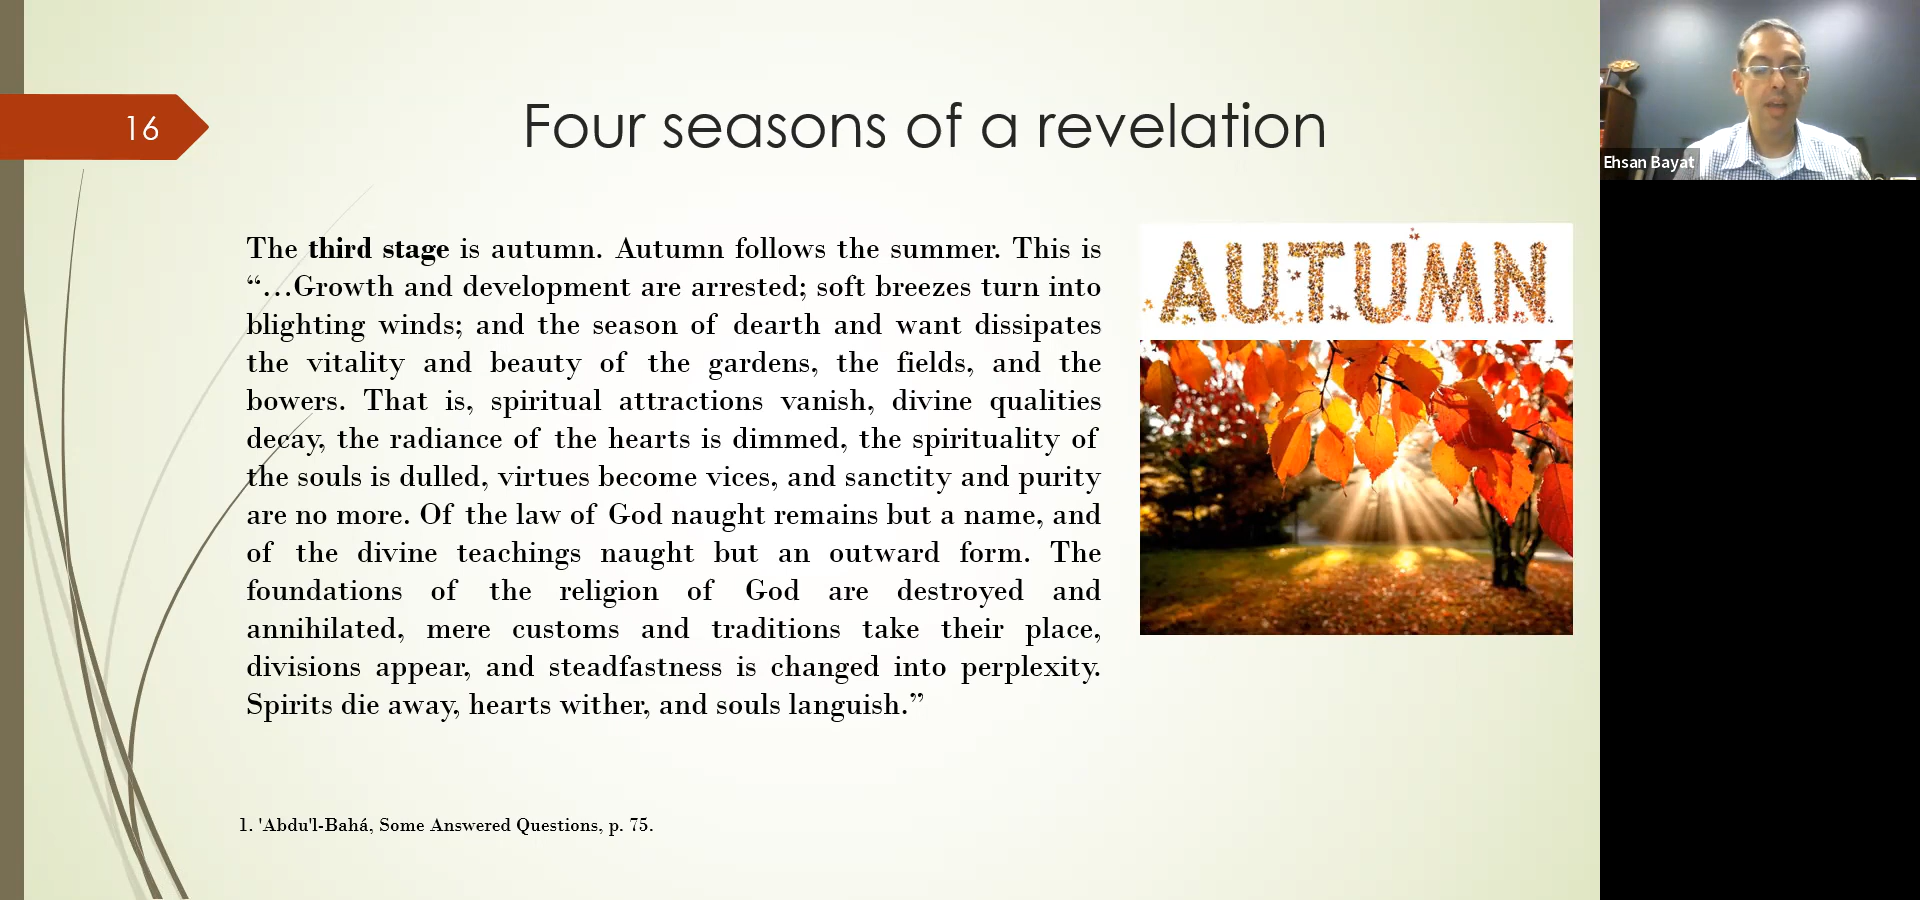 16
Four seasons of a revelation
The third stage is autumn. Autumn follows the summer. This is
“…Growth and development are arrested; soft breezes turn into
blighting winds; and the season of dearth and want dissipates
the vitality and beauty of the gardens, the fields, and the
bowers. That is, spiritual attractions vanish, divine qualities
decay, the radiance of the hearts is dimmed, the spirituality of
the souls is dulled, virtues become vices, and sanctity and purity
are no more. Of the law of God naught remains but a name, and
of the divine teachings naught but an outward form. The
foundations of the religion of God are destroyed and
annihilated, mere customs and traditions take their place,
divisions appear, and steadfastness is changed into perplexity.
Spirits die away, hearts wither, and souls languish.”
AUTUMN
1. 'Abdu'l-Bahá, Some Answered Questions, p. 75.
Ehsan Bayat